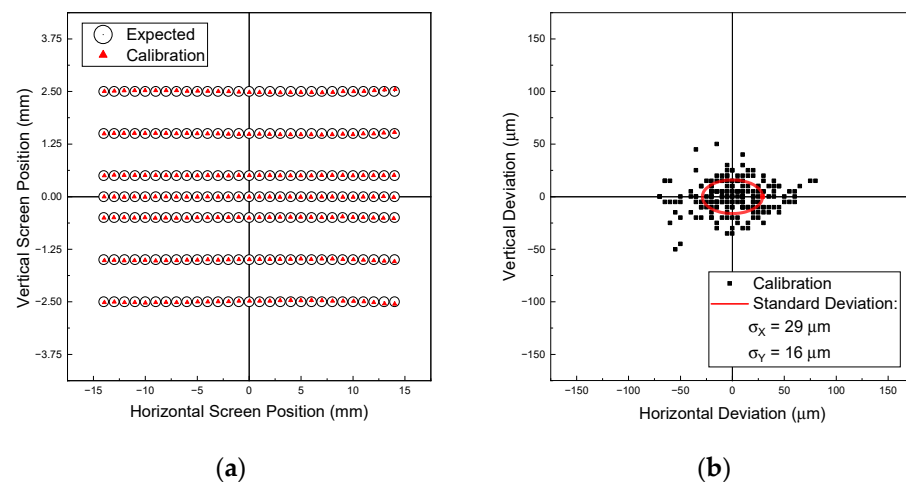 3.75
2.50
1.25
0.00
−1.25
−2.50
−3.75
Vertical Screen Position (mm)
Expected
Calibration
−15
−10
−5
0
5
10
15
Horizontal Screen Position (mm)
(a)
150
100
50
0
−50
−100
−150
Vertical Deviation (μm)
Calibration
Standard Deviation:
σX = 29 μm
σY = 16 μm
−150
−100
−50
0
50
100
150
Horizontal Deviation (μm)
(b)